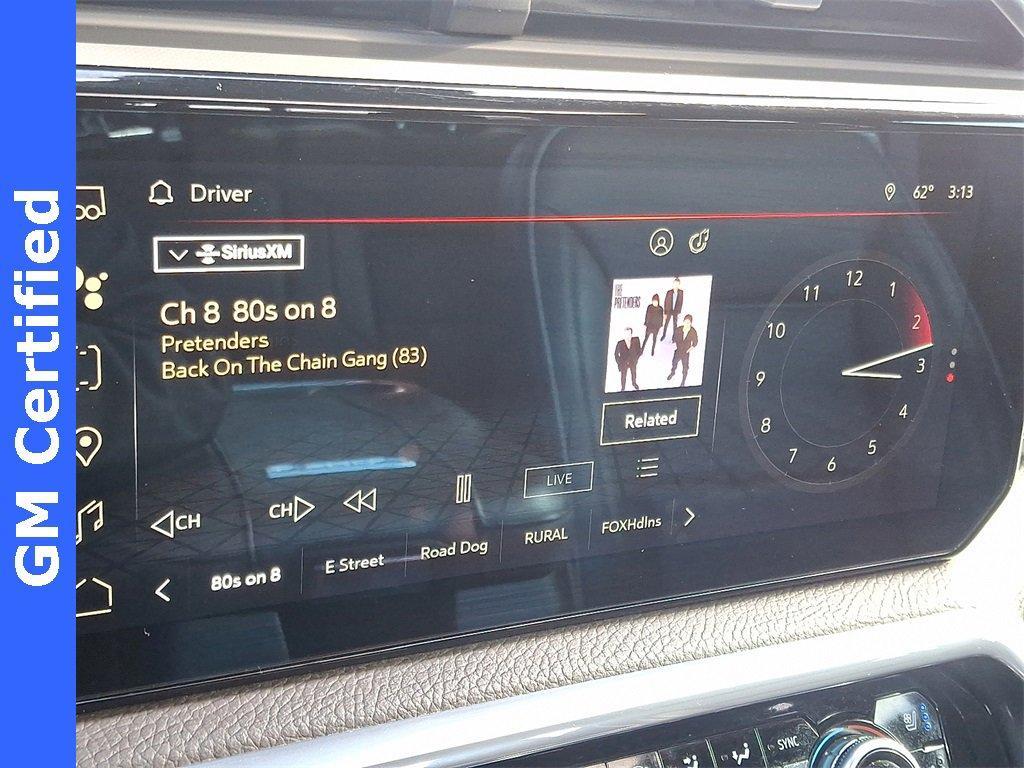 GM Certified
Driver
62° 3:13
SiriusXM
Ch 8 80s on 8
Pretenders
Back On The Chain Gang (83)
THE
PRETENDERS
Related
12
1
2
3
4
5
6
7
8
9
10
11
CH
CH
LIVE
80s on 8
E Street
Road Dog
RURAL
FOXHdlns
SYNC